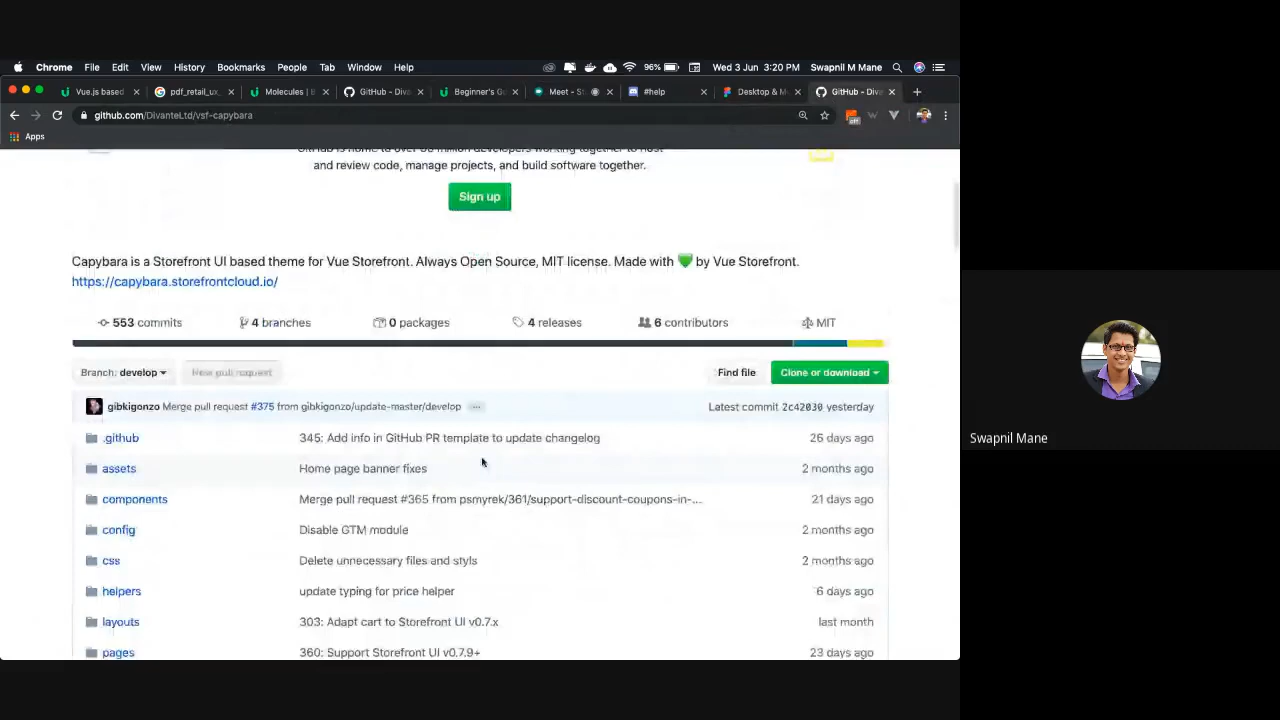 Chrome File Edit View History Bookmarks People Tab Window Help 96% Wed 3 Jun 3:20 PM Swapnil M Mane
Vue.js based pdf_retail_ux_ Molecules | B GitHub - Diva Beginner's Gu Meet - St #help Desktop & M GitHub - Diva
github.com/DivanteLtd/vsf-capybara
off
Apps
and review code, manage projects, and build software together.
Sign up
Capybara is a Storefront UI based theme for Vue Storefront. Always Open Source, MIT license. Made with 💚 by Vue Storefront.
https://capybara.storefrontcloud.io/
553 commits 4 branches 0 packages 4 releases 6 contributors MIT
Branch: develop New pull request Find file Clone or download
gibkigonzo Merge pull request #375 from gibkigonzo/update-master/develop ... Latest commit 2c42030 yesterday
.github 345: Add info in GitHub PR template to update changelog 26 days ago
assets Home page banner fixes 2 months ago
components Merge pull request #365 from psmyrek/361/support-discount-coupons-in-... 21 days ago
config Disable GTM module 2 months ago
css Delete unnecessary files and styls 2 months ago
helpers update typing for price helper 6 days ago
layouts 303: Adapt cart to Storefront UI v0.7.x last month
pages 360: Support Storefront UI v0.7.9+ 23 days ago
Swapnil Mane